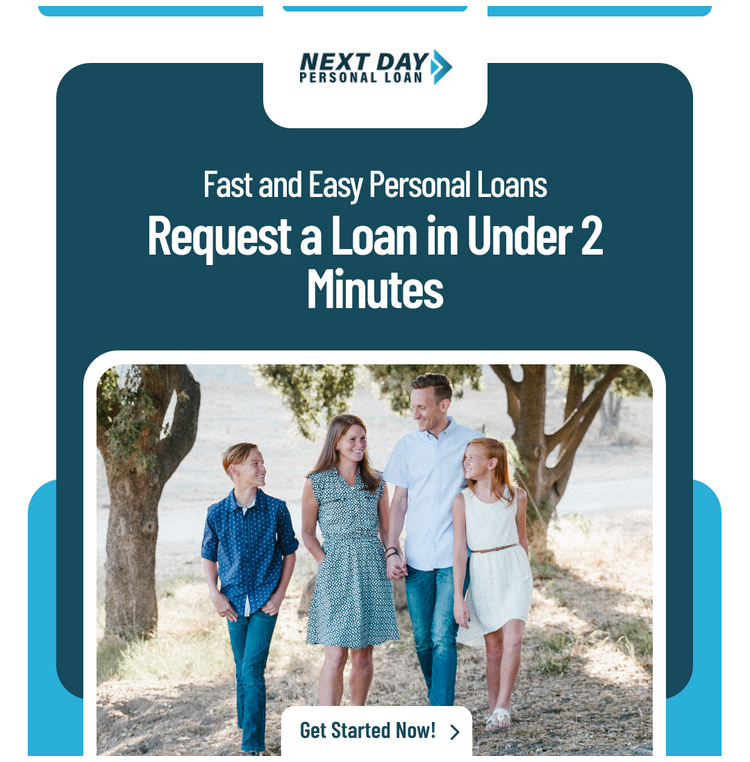 NEXT DAY
PERSONAL LOAN
Fast and Easy Personal Loans
Request a Loan in Under 2
Minutes
Get Started Now!